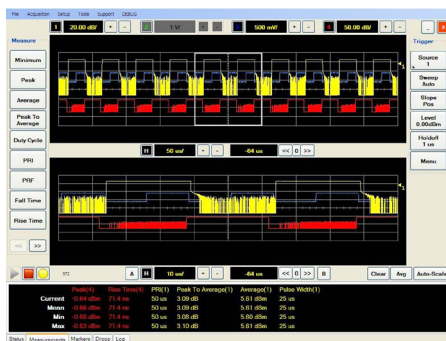 File Acquisition Setup Tools Support DEBUG
1 20.00 dB/ + - 2 1 W + - 3 500 mV/ + - 4 50.00 dB/ + -
Measure
Minimum
Peak
Average
Peak To Average
Duty Cycle
PRI
PRF
Fall Time
Rise Time
<< >>
Trigger
Source 1
Sweep Auto
Slope Pos
Level 0.00dBm
Holdoff 1 us
Menu
H 50 us/ + - -64 us << 0 >>
A H 10 us/ + - -64 us << 0 >> B
Clear Avg Auto-Scale
Peak(4) Rise Time(4) PRI(1) Peak To Average(1) Average(1) Pulse Width(1)
Current -0.64 dBm 71.4 ns 50 us 3.09 dB 5.61 dBm 25 us
Mean -0.66 dBm 71.4 ns 50 us 3.09 dB 5.61 dBm 25 us
Min -0.68 dBm 71.4 ns 50 us 3.08 dB 5.60 dBm 25 us
Max -0.63 dBm 71.4 ns 50 us 3.10 dB 5.61 dBm 25 us
Status Measurements Markers Drops Log